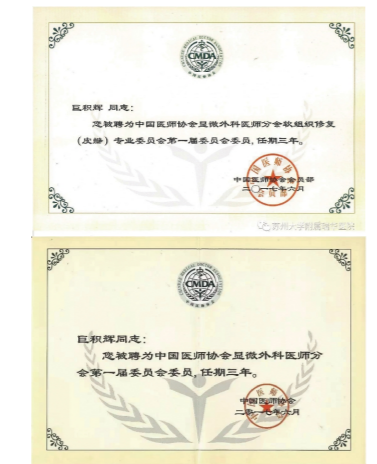 CMDA
巨积辉 同志:
您被聘为中国医师协会显微外科医师分会软组织修复
(皮瓣)专业委员会第一届委员会委员,任期三年。
中国医师协会会员部
二〇一七年六月
CMDA
巨积辉同志:
您被聘为中国医师协会显微外科医师分
会第一届委员会委员,任期三年。
中国医师协会
二〇一七年六月